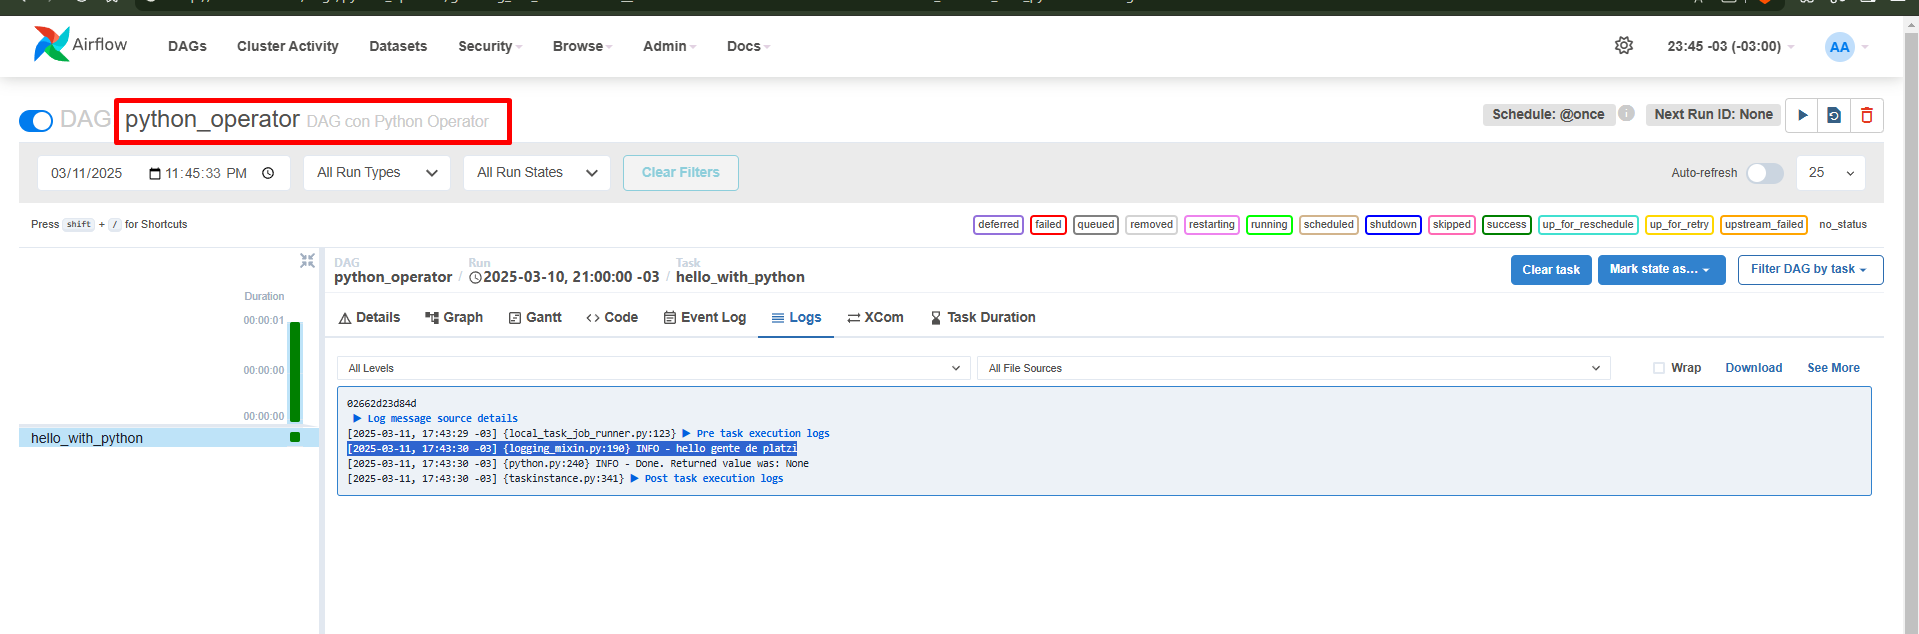 Airflow DAGs Cluster Activity Datasets Security Browse Admin Docs 23:45 -03 (-03:00) AA
DAG python_operator DAG con Python Operator Schedule: @once i Next Run ID: None
03/11/2025 11:45:33 PM All Run Types All Run States Clear Filters Auto-refresh 25
Press shift + / for Shortcuts deferred failed queued removed restarting running scheduled shutdown skipped success up_for_reschedule up_for_retry upstream_failed no_status
DAG Run Task
python_operator / 2025-03-10, 21:00:00 -03 / hello_with_python Clear task Mark state as... Filter DAG by task
Duration
00:00:01
00:00:00
00:00:00
hello_with_python
Details Graph Gantt Code Event Log Logs XCom Task Duration
All Levels All File Sources Wrap Download See More
02662d23d84d
Log message source details
[2025-03-11, 17:43:29 -03] {local_task_job_runner.py:123} Pre task execution logs
[2025-03-11, 17:43:30 -03] {logging_mixin.py:190} INFO - hello gente de platzi
[2025-03-11, 17:43:30 -03] {python.py:240} INFO - Done. Returned value was: None
[2025-03-11, 17:43:30 -03] {taskinstance.py:341} Post task execution logs